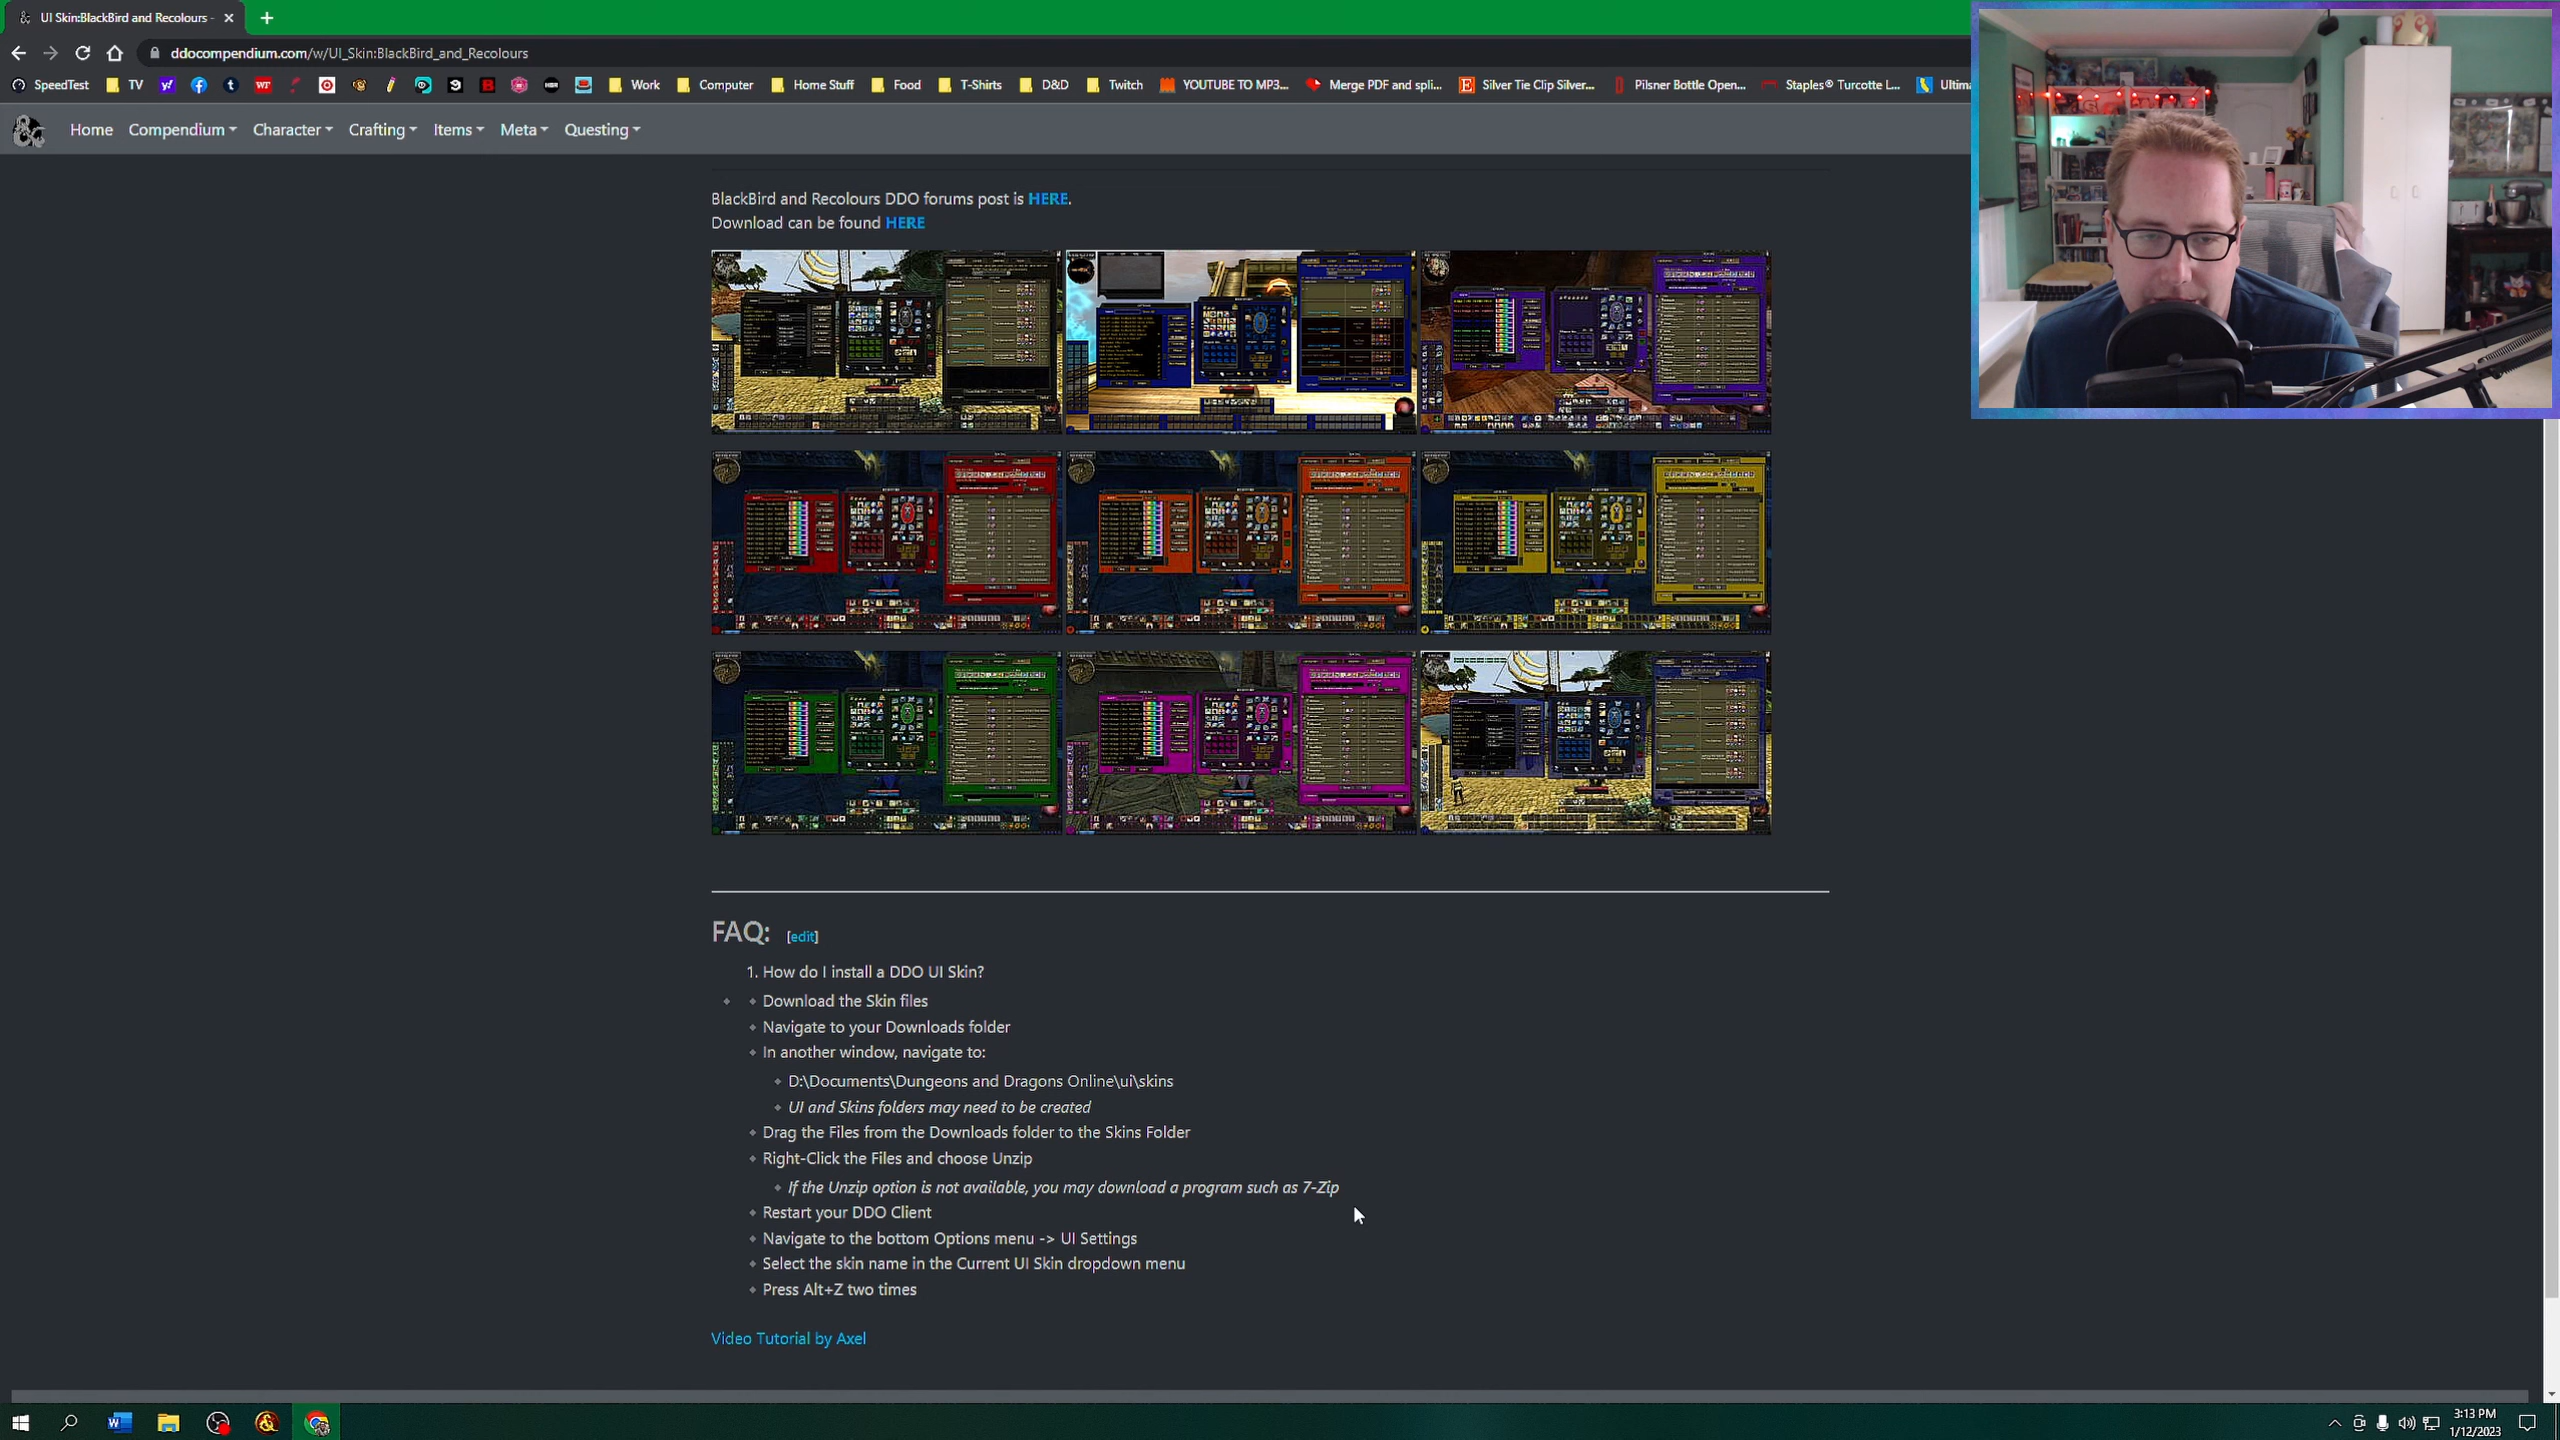 UI Skin:BlackBird and Recolours -
ddocompendium.com/w/UI_Skin:BlackBird_and_Recolours
SpeedTest TV Work Computer Home Stuff Food T-Shirts D&D Twitch YOUTUBE TO MP3... Merge PDF and spli... Silver Tie Clip Silver... Pilsner Bottle Open... Staples® Turcotte L... Ultima
Home Compendium Character Crafting Items Meta Questing
BlackBird and Recolours DDO forums post is HERE.
Download can be found HERE
FAQ: [edit]
1. How do I install a DDO UI Skin?
Download the Skin files
Navigate to your Downloads folder
In another window, navigate to:
D:\Documents\Dungeons and Dragons Online\ui\skins
UI and Skins folders may need to be created
Drag the Files from the Downloads folder to the Skins Folder
Right-Click the Files and choose Unzip
If the Unzip option is not available, you may download a program such as 7-Zip
Restart your DDO Client
Navigate to the bottom Options menu -> UI Settings
Select the skin name in the Current UI Skin dropdown menu
Press Alt+Z two times
Video Tutorial by Axel
3:13 PM
1/12/2023